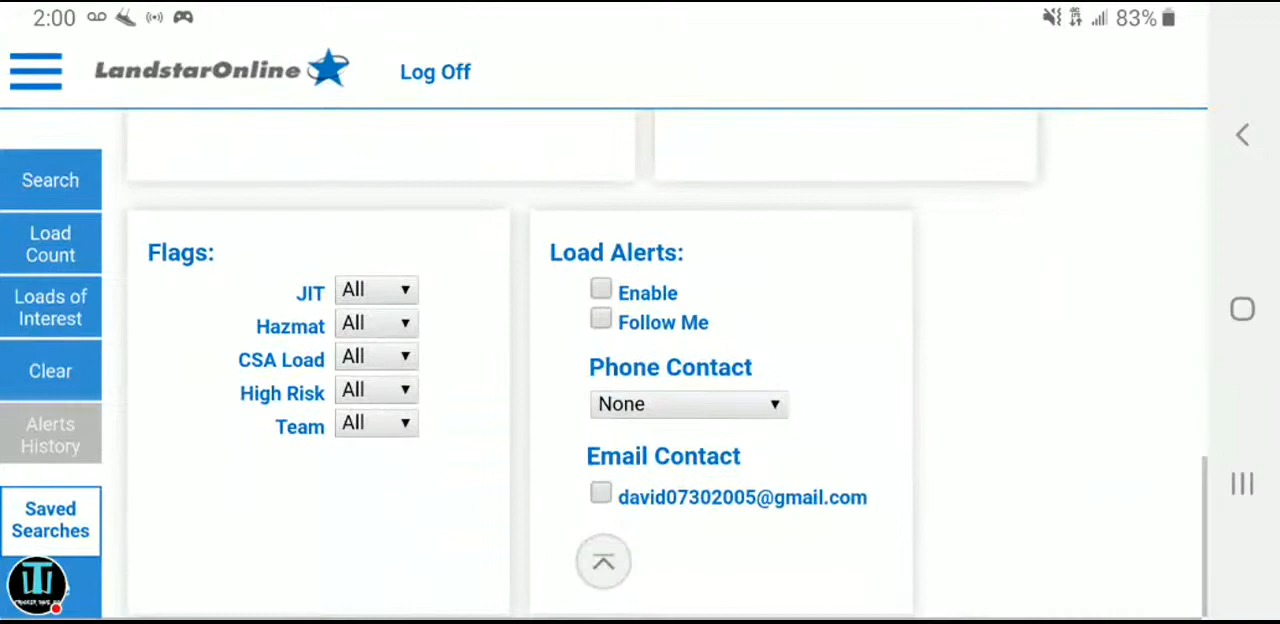 2:00
83%
LandstarOnline
Log Off
Search
Load
Count
Loads of
Interest
Clear
Alerts
History
Saved
Searches
Flags:
JIT All
Hazmat All
CSA Load All
High Risk All
Team All
Load Alerts:
Enable
Follow Me
Phone Contact
None
Email Contact
david07302005@gmail.com